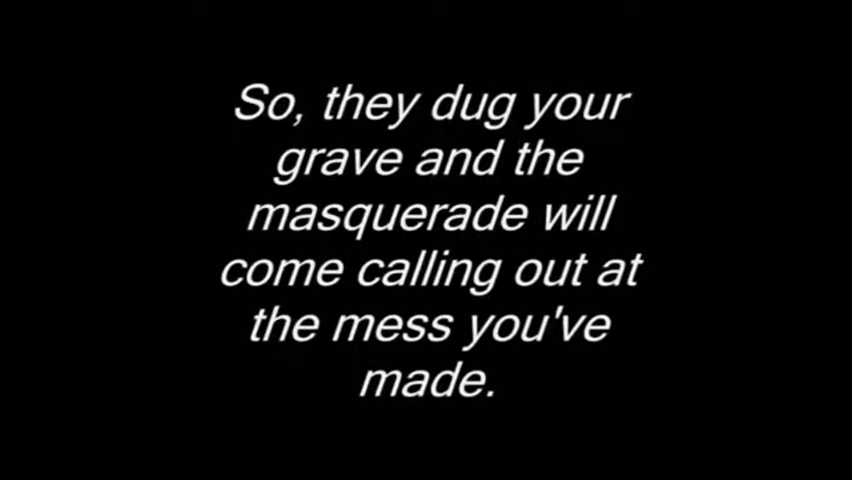 So, they dug your
grave and the
masquerade will
come calling out at
the mess you've
made.